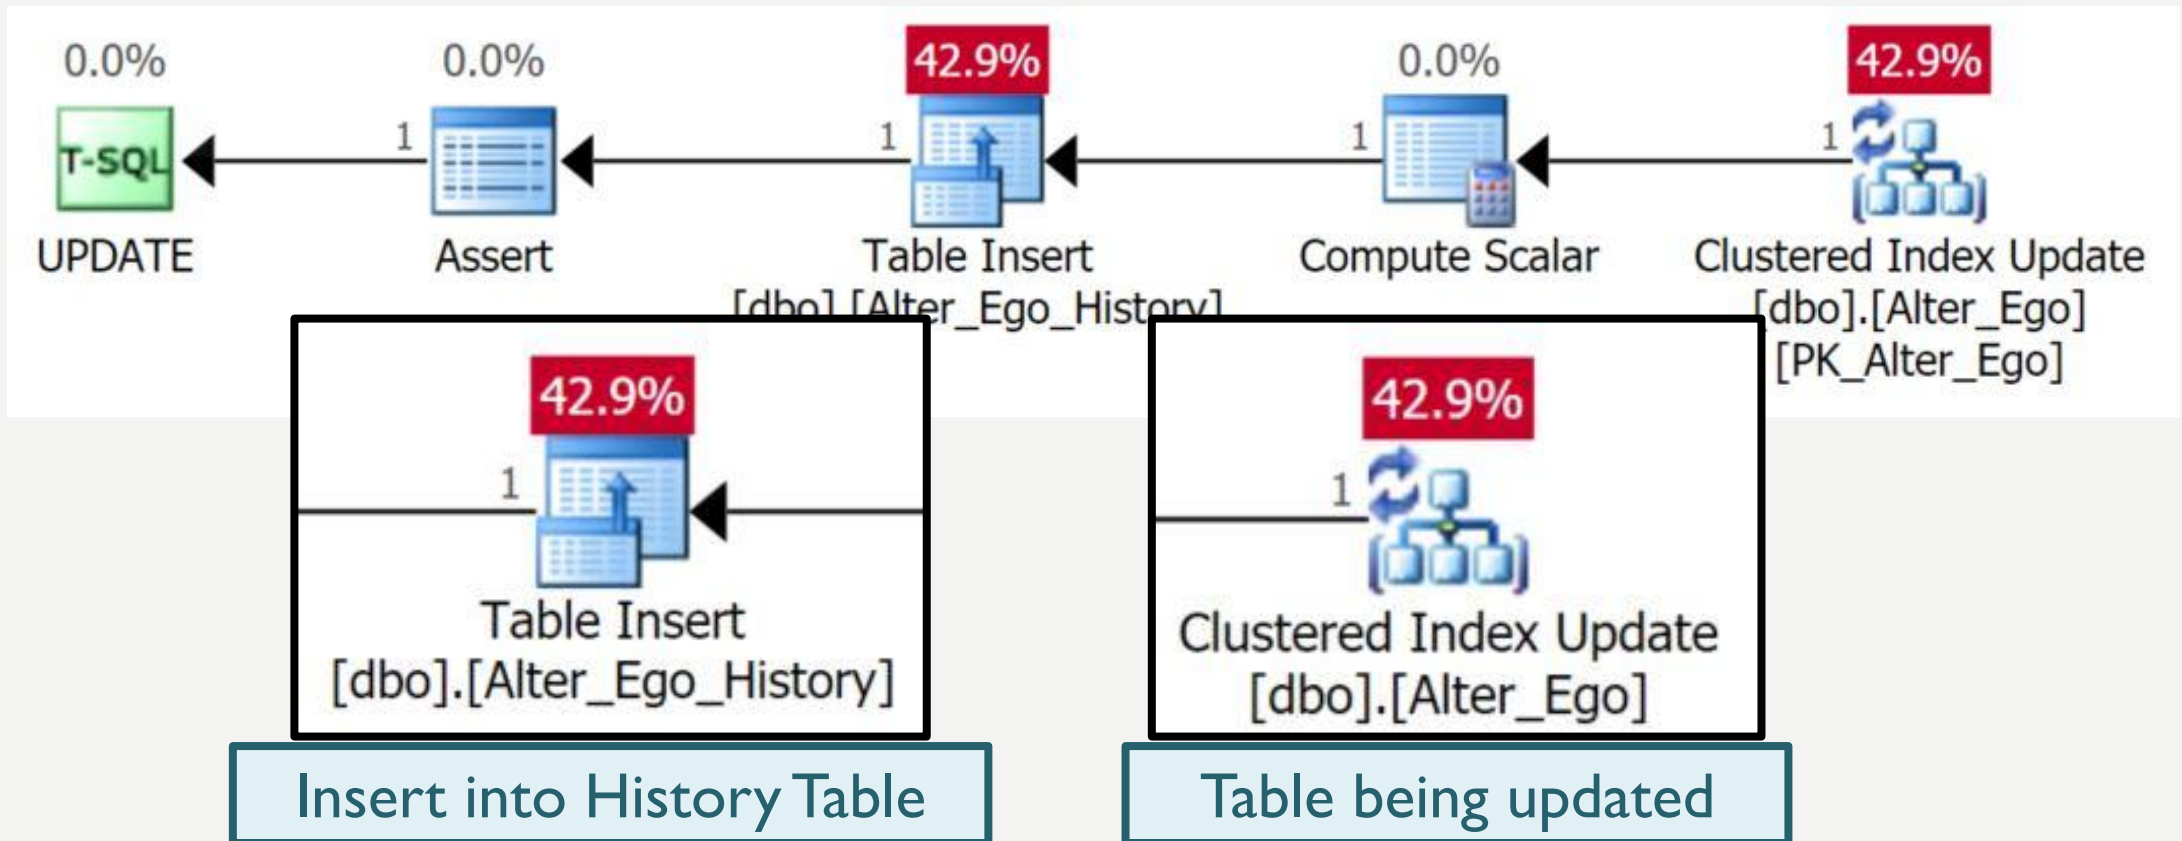 0.0%
0.0%
42.9%
0.0%
42.9%
T-SQL
1
1
1
1
UPDATE
Assert
Table Insert
[dbo].[Alter_Ego_History]
Compute Scalar
Clustered Index Update
[dbo].[Alter_Ego]
[PK_Alter_Ego]
42.9%
1
Table Insert
[dbo].[Alter_Ego_History]
42.9%
1
Clustered Index Update
[dbo].[Alter_Ego]
Insert into History Table
Table being updated